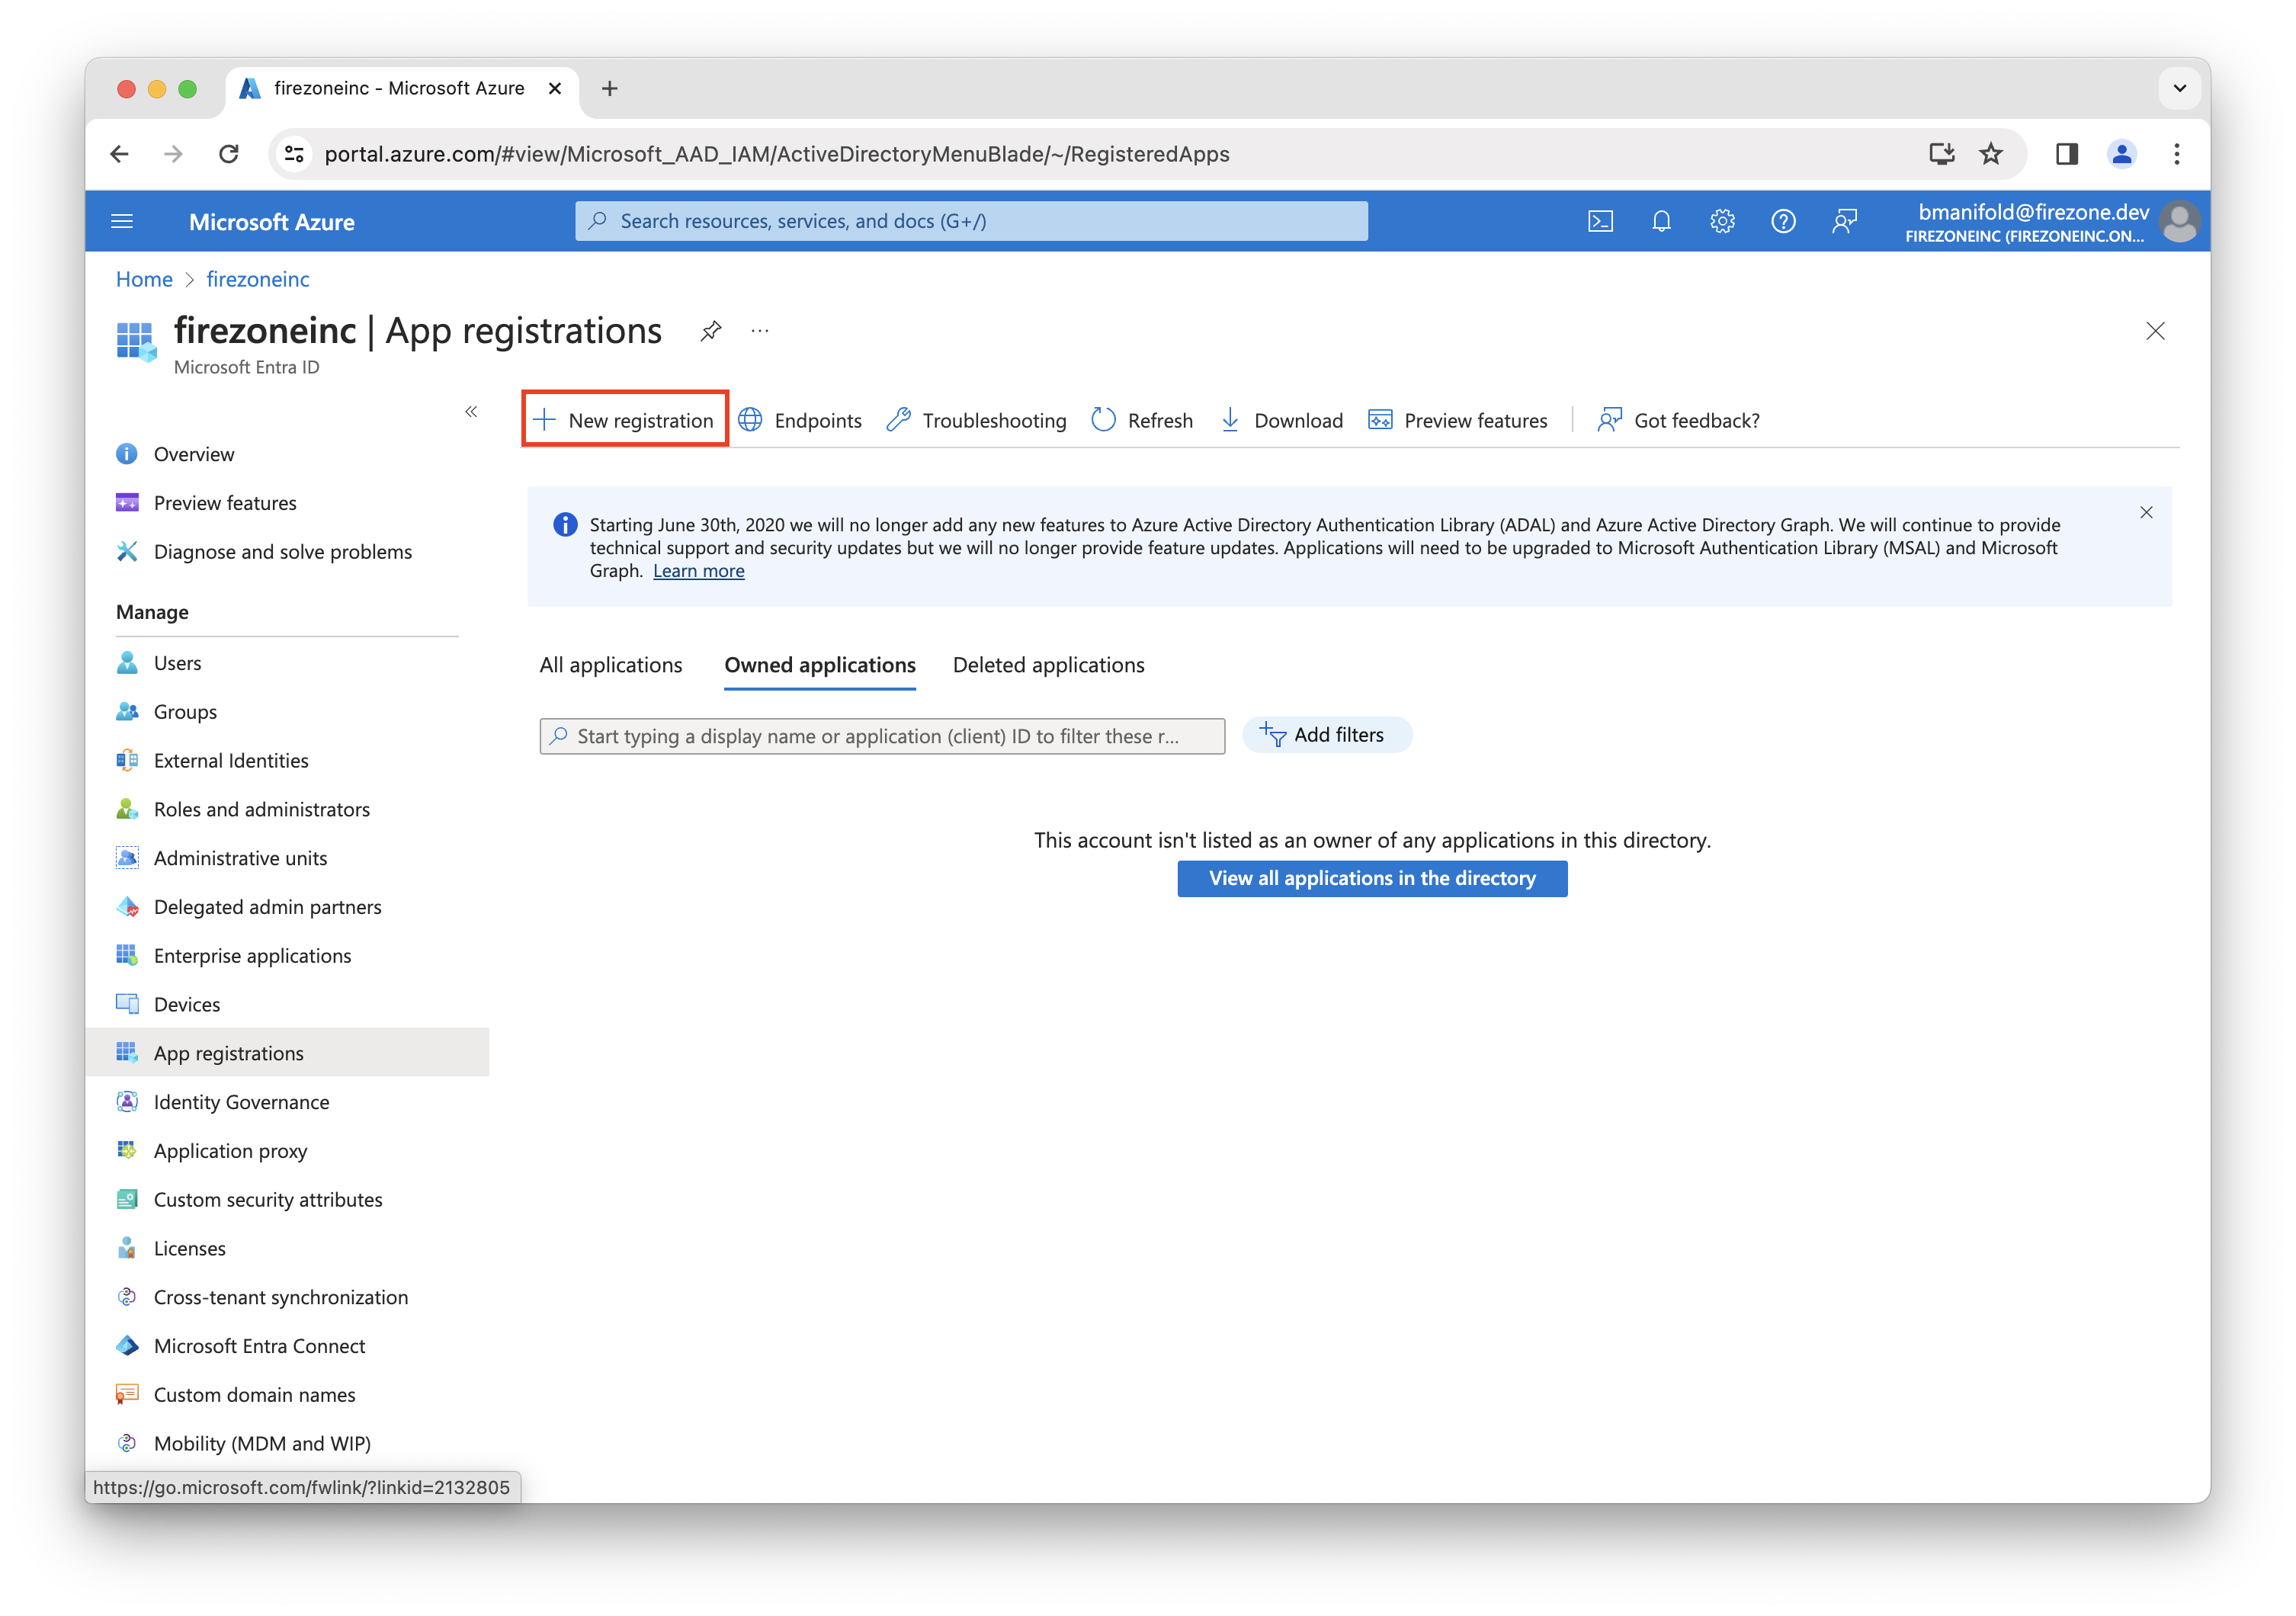 firezoneinc - Microsoft Azure
portal.azure.com/#view/Microsoft_AAD_IAM/ActiveDirectoryMenuBlade/~/RegisteredApps
Microsoft Azure
Search resources, services, and docs (G+/)
bmanifold@firezone.dev
FIREZONEINC (FIREZONEINC.ON...
Home > firezoneinc
firezoneinc | App registrations
Microsoft Entra ID
New registration
Endpoints
Troubleshooting
Refresh
Download
Preview features
Got feedback?
Overview
Preview features
Diagnose and solve problems
Manage
Users
Groups
External Identities
Roles and administrators
Administrative units
Delegated admin partners
Enterprise applications
Devices
App registrations
Identity Governance
Application proxy
Custom security attributes
Licenses
Cross-tenant synchronization
Microsoft Entra Connect
Custom domain names
Mobility (MDM and WIP)
Starting June 30th, 2020 we will no longer add any new features to Azure Active Directory Authentication Library (ADAL) and Azure Active Directory Graph. We will continue to provide
technical support and security updates but we will no longer provide feature updates. Applications will need to be upgraded to Microsoft Authentication Library (MSAL) and Microsoft
Graph. Learn more
All applications
Owned applications
Deleted applications
Start typing a display name or application (client) ID to filter these r...
Add filters
This account isn't listed as an owner of any applications in this directory.
View all applications in the directory
https://go.microsoft.com/fwlink/?linkid=2132805